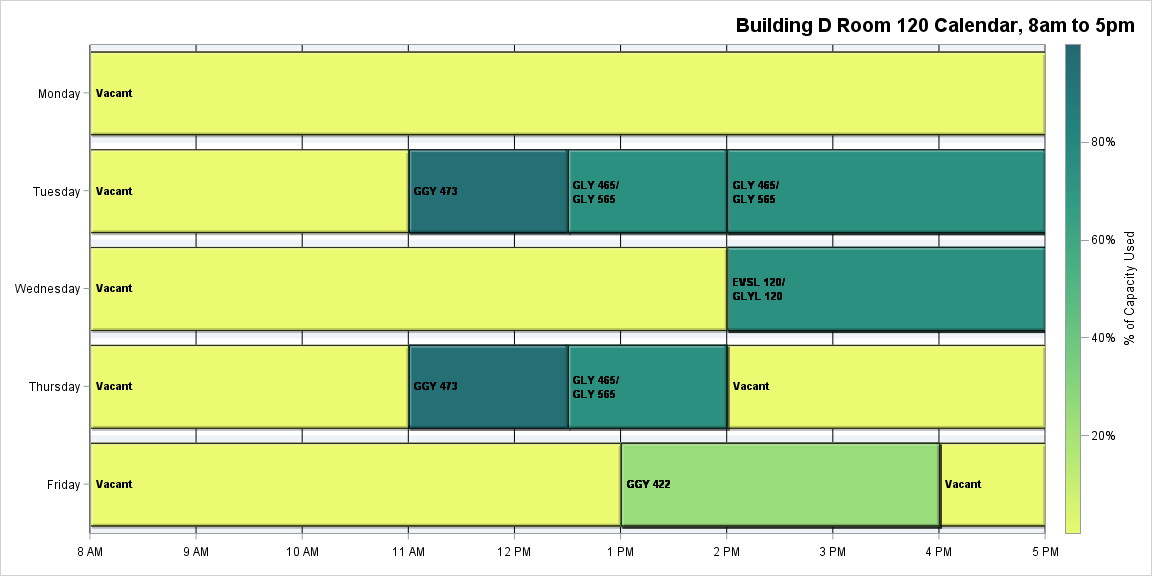 Building D Room 120 Calendar, 8am to 5pm
Monday
Vacant
Tuesday
Vacant
GGY 473
GLY 465/
GLY 565
GLY 465/
GLY 565
Wednesday
Vacant
EVSL 120/
GLYL 120
Thursday
Vacant
GGY 473
GLY 465/
GLY 565
Vacant
Friday
Vacant
GGY 422
Vacant
8 AM
9 AM
10 AM
11 AM
12 PM
1 PM
2 PM
3 PM
4 PM
5 PM
80%
60%
40%
20%
% of Capacity Used